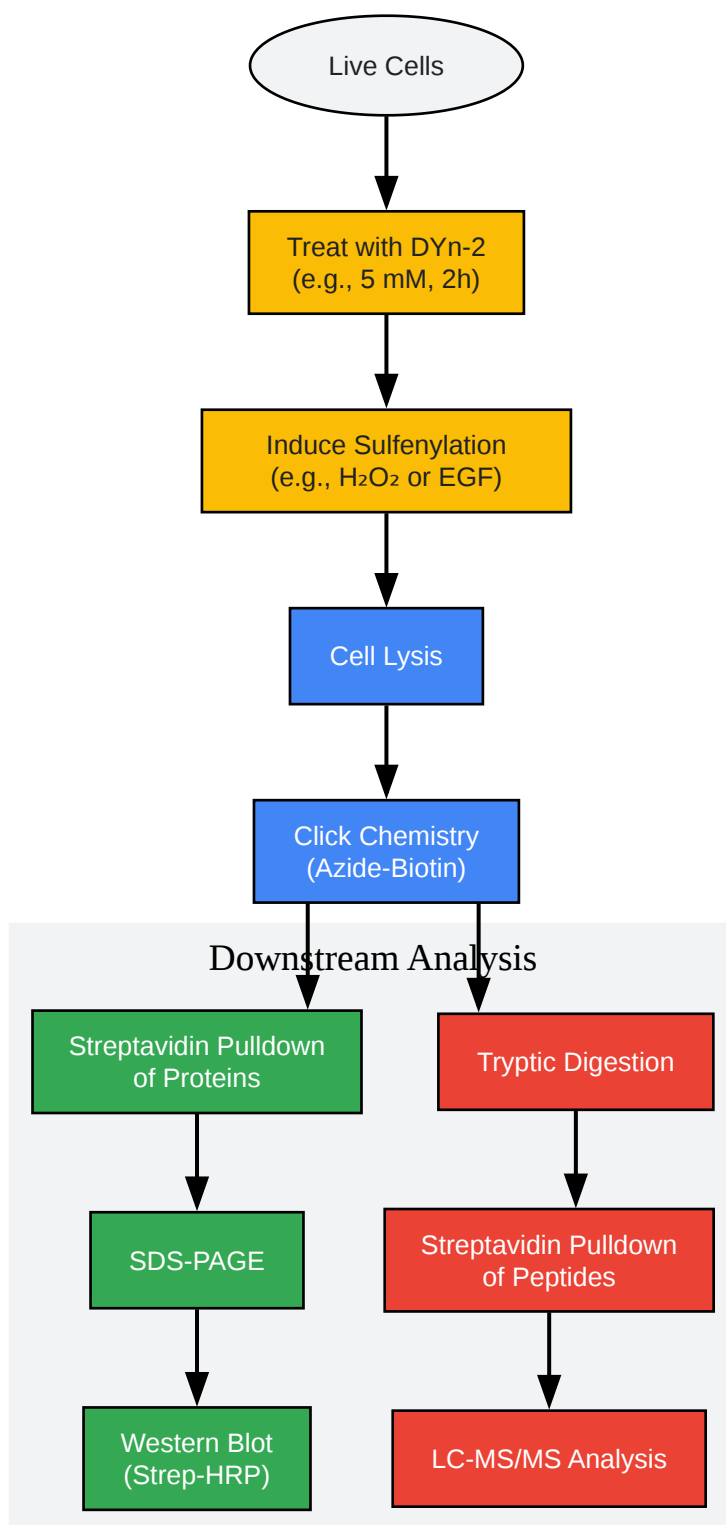 Live Cells
Treat with DYn-2
(e.g., 5 mM, 2h)
Induce Sulfenylation
(e.g., H₂O₂ or EGF)
Cell Lysis
Click Chemistry
(Azide-Biotin)
Downstream Analysis
Streptavidin Pulldown
of Proteins
SDS-PAGE
Western Blot
(Strep-HRP)
Tryptic Digestion
Streptavidin Pulldown
of Peptides
LC-MS/MS Analysis